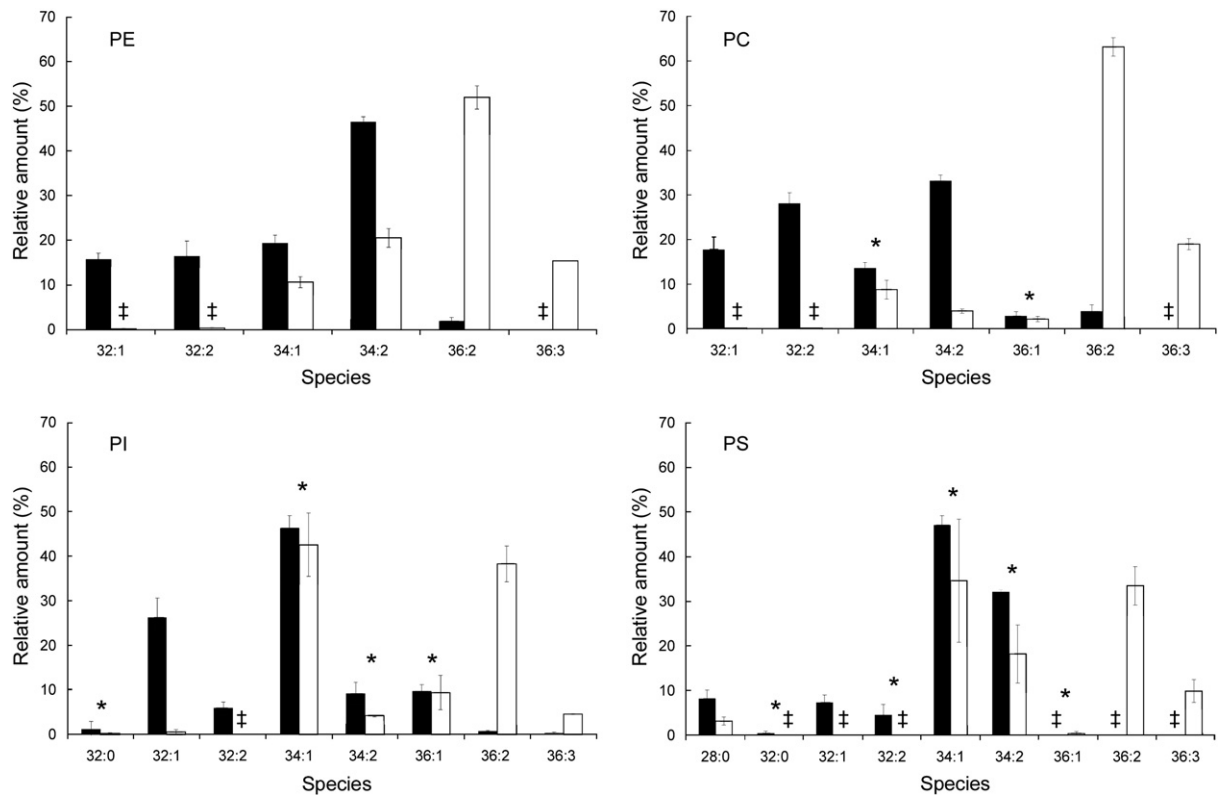 PE
Relative amount (%)
70
60
50
40
30
20
10
0
‡ ‡ ‡
32:1 32:2 34:1 34:2 36:2 36:3
Species
PC
Relative amount (%)
70
60
50
40
30
20
10
0
* *
‡ ‡ ‡
32:1 32:2 34:1 34:2 36:1 36:2 36:3
Species
PI
Relative amount (%)
70
60
50
40
30
20
10
0
* * * *
‡
32:0 32:1 32:2 34:1 34:2 36:1 36:2 36:3
Species
PS
Relative amount (%)
70
60
50
40
30
20
10
0
* * * * *
‡ ‡ ‡ ‡ ‡ ‡
28:0 32:0 32:1 32:2 34:1 34:2 36:1 36:2 36:3
Species